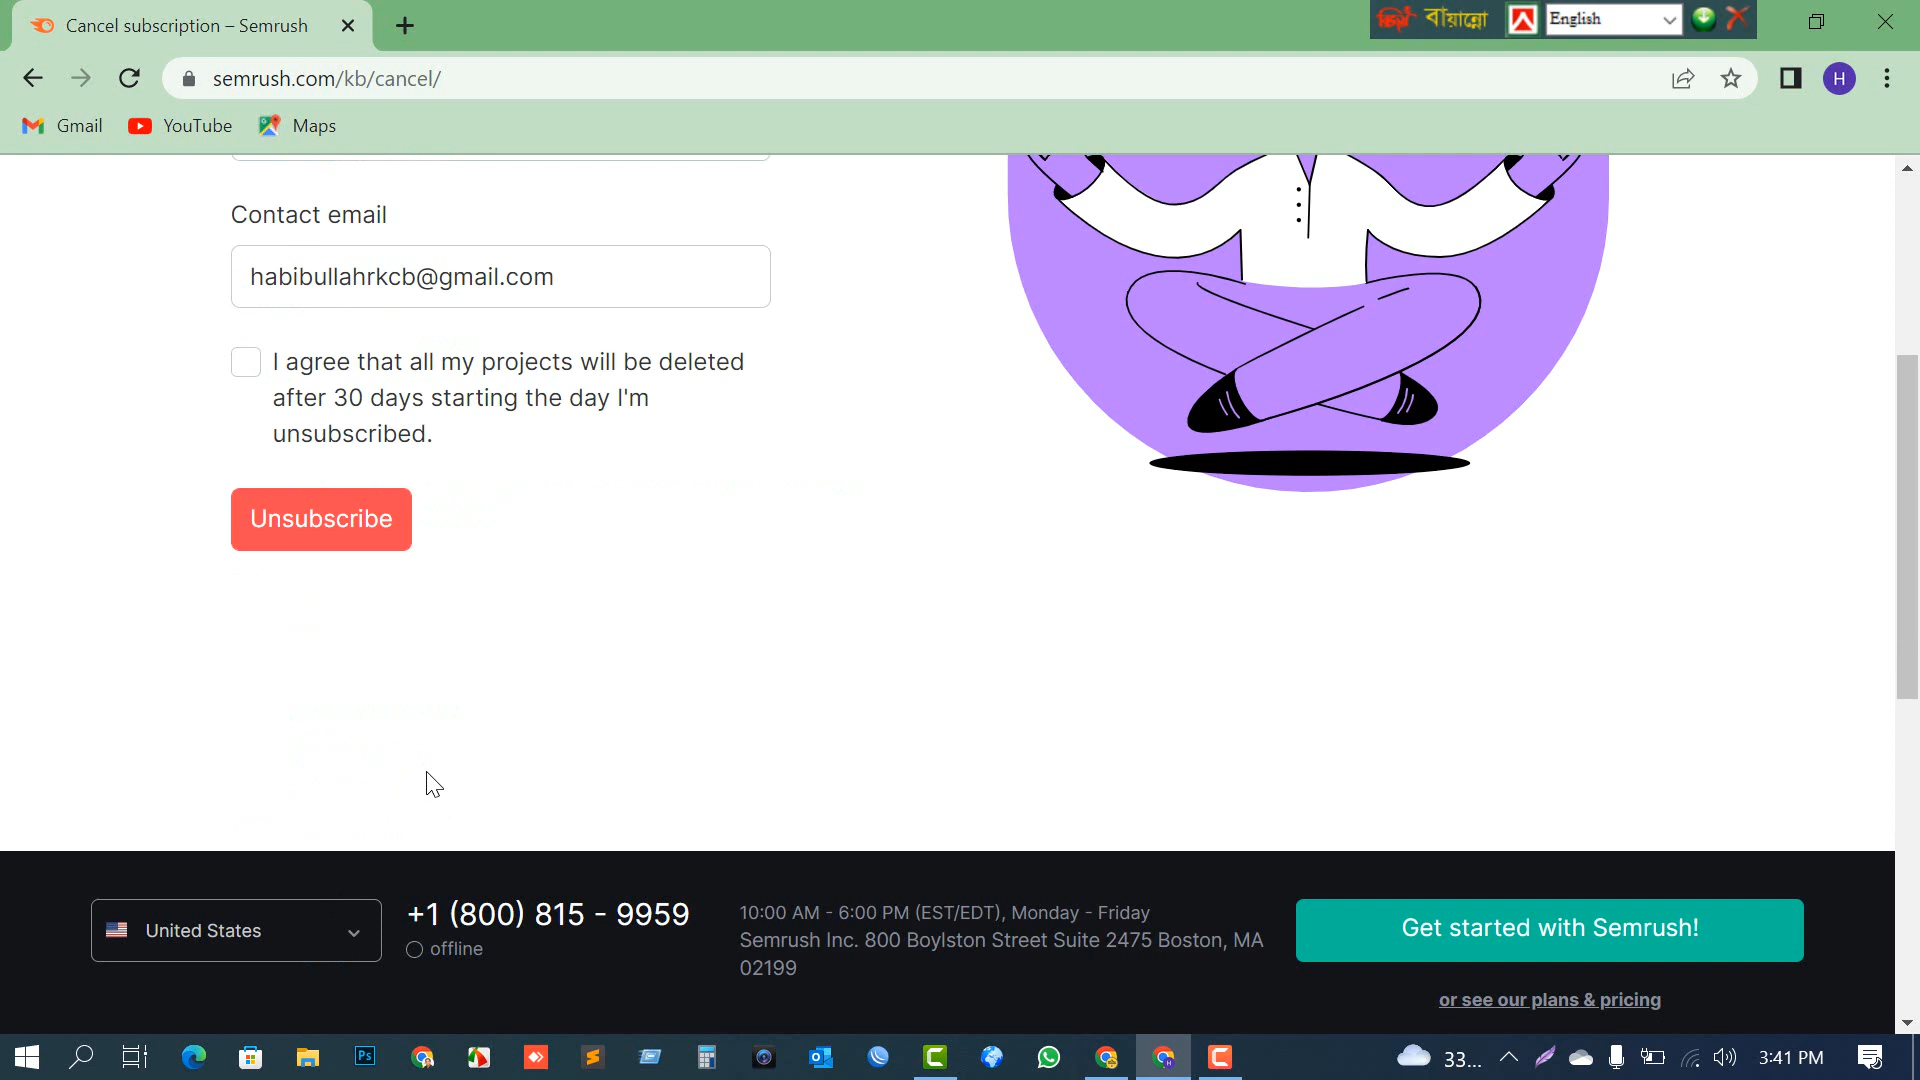 Cancel subscription – Semrush
বায়ান্নো
English
semrush.com/kb/cancel/
H
Gmail
YouTube
Maps
Contact email
habibullahrkcb@gmail.com
I agree that all my projects will be deleted
after 30 days starting the day I'm
unsubscribed.
Unsubscribe
United States
+1 (800) 815 - 9959
offline
10:00 AM - 6:00 PM (EST/EDT), Monday - Friday
Semrush Inc. 800 Boylston Street Suite 2475 Boston, MA
02199
Get started with Semrush!
or see our plans & pricing
Ps
33...
3:41 PM